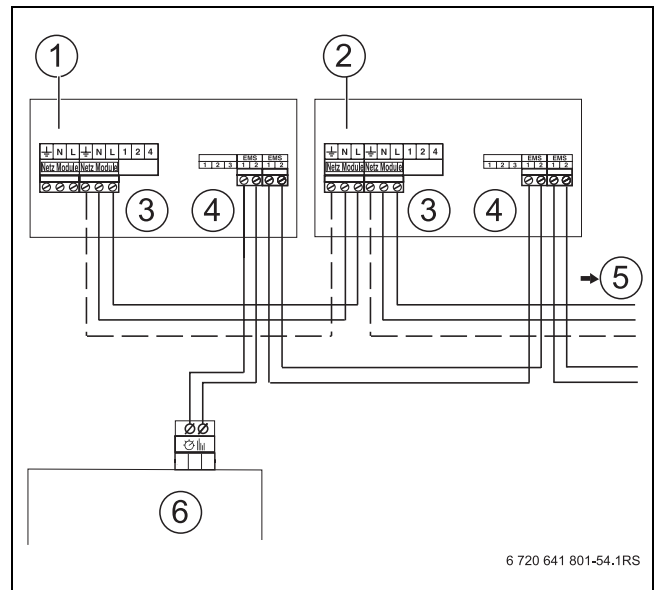 1 2
⏚ N L ⏚ N L 1 2 4
Netz Module Netz Module
1 2 3
EMS EMS
1 2 1 2
3 4
⏚ N L ⏚ N L 1 2 4
Netz Module Netz Module
1 2 3
EMS EMS
1 2 1 2
3 4
5
6
6 720 641 801-54.1RS